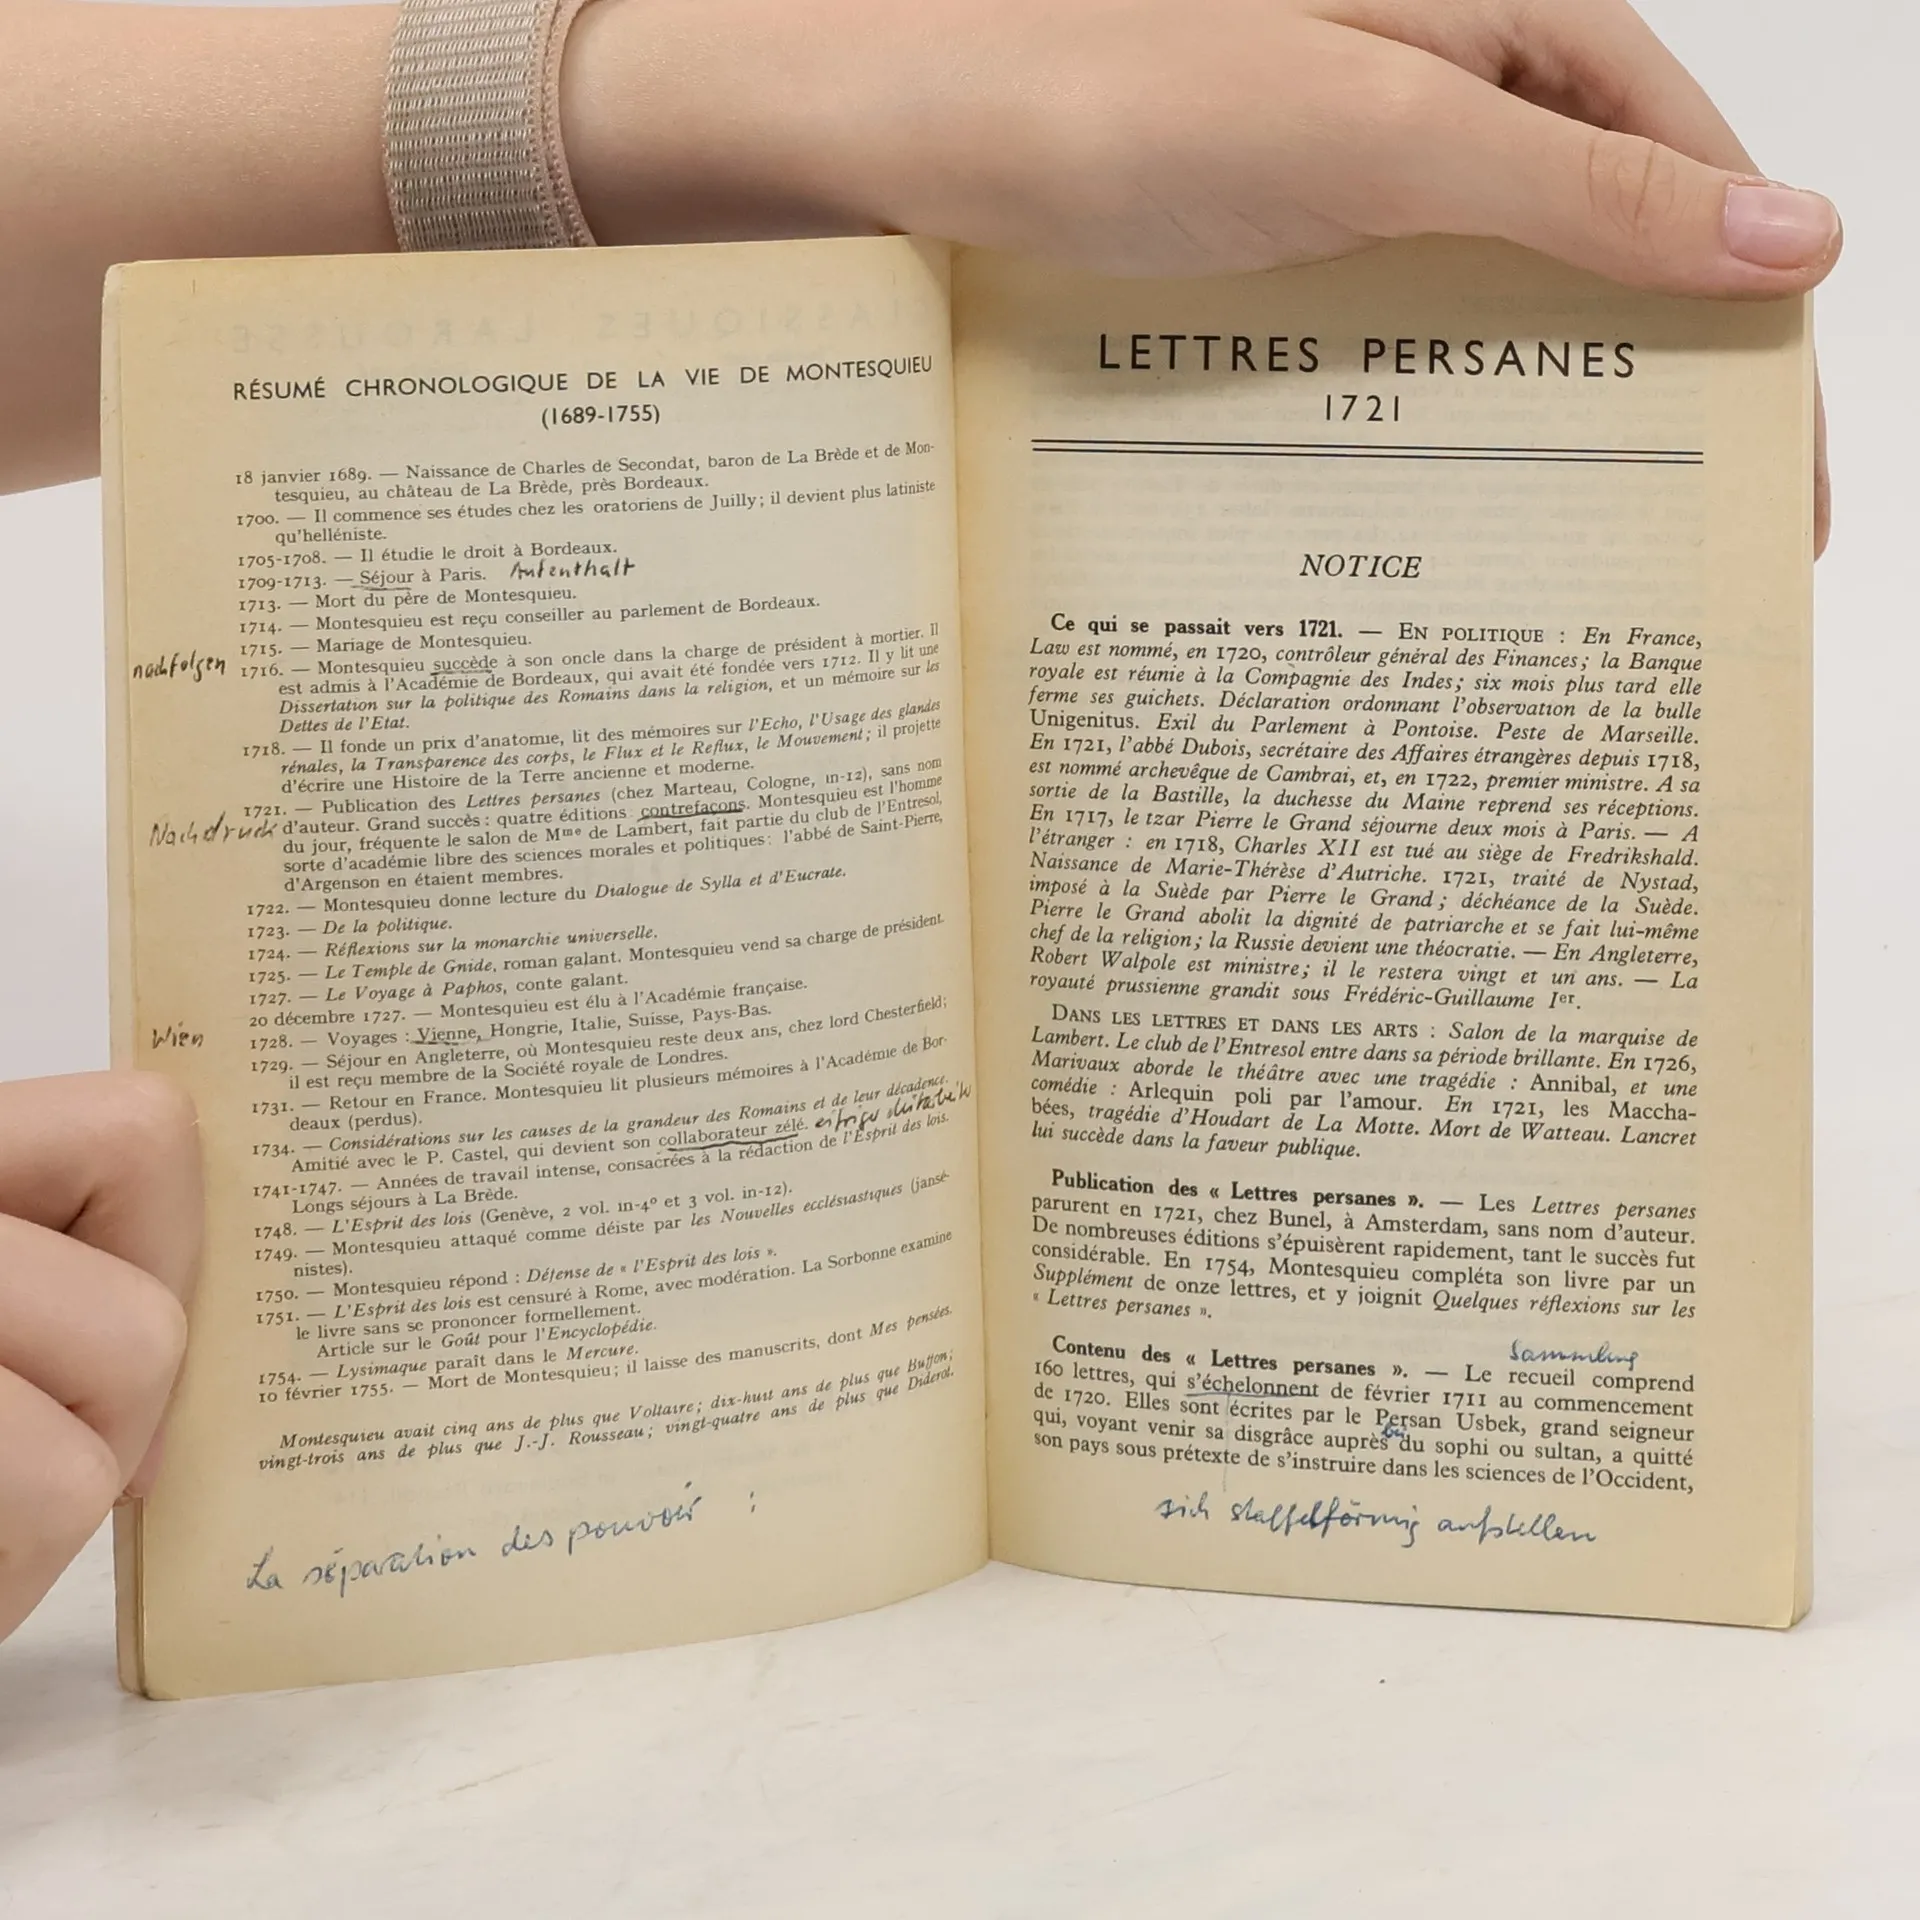 RÉSUMÉ CHRONOLOGIQUE DE LA VIE DE MONTESQUIEU
(1689-1755)
18 janvier 1689. — Naissance de Charles de Secondat, baron de La Brède et de Mon-
tesquieu, au château de La Brède, près Bordeaux.
1700. — Il commence ses études chez les oratoriens de Juilly; il devient plus latiniste
qu'helléniste.
1705-1708. — Il étudie le droit à Bordeaux.
1709-1713. — Séjour à Paris. Aufenthalt
1713. — Mort du père de Montesquieu.
1714. — Montesquieu est reçu conseiller au parlement de Bordeaux.
1715. — Mariage de Montesquieu.
nachfolgen 1716. — Montesquieu succède à son oncle dans la charge de président à mortier. Il
est admis à l'Académie de Bordeaux, qui avait été fondée vers 1712. Il y lit une
Dissertation sur la politique des Romains dans la religion, et un mémoire sur les
Dettes de l'Etat.
1718. — Il fonde un prix d'anatomie, lit des mémoires sur l'Echo, l'Usage des glandes
rénales, la Transparence des corps, le Flux et le Reflux, le Mouvement; il projette
d'écrire une Histoire de la Terre ancienne et moderne.
1721. — Publication des Lettres persanes (chez Marteau, Cologne, in-12), sans nom
Nachdruck d'auteur. Grand succès : quatre éditions contrefaçons. Montesquieu est l'homme
du jour, fréquente le salon de Mme de Lambert, fait partie du club de l'Entresol,
sorte d'académie libre des sciences morales et politiques: l'abbé de Saint-Pierre,
d'Argenson en étaient membres.
1722. — Montesquieu donne lecture du Dialogue de Sylla et d'Eucrate.
1723. — De la politique.
1724. — Réflexions sur la monarchie universelle.
1725. — Le Temple de Gnide, roman galant. Montesquieu vend sa charge de président.
1727. — Le Voyage à Paphos, conte galant.
20 décembre 1727. — Montesquieu est élu à l'Académie française.
Wien 1728. — Voyages : Vienne, Hongrie, Italie, Suisse, Pays-Bas.
1729. — Séjour en Angleterre, où Montesquieu reste deux ans, chez lord Chesterfield;
il est reçu membre de la Société royale de Londres.
1731. — Retour en France. Montesquieu lit plusieurs mémoires à l'Académie de Bor-
deaux (perdus).
1734. — Considérations sur les causes de la grandeur des Romains et de leur décadence.
Amitié avec le P. Castel, qui devient son collaborateur zélé. eifriger Mitarbeiter
1741-1747. — Années de travail intense, consacrées à la rédaction de l'Esprit des lois.
Longs séjours à La Brède.
1748. — L'Esprit des lois (Genève, 2 vol. in-4° et 3 vol. in-12).
1749. — Montesquieu attaqué comme déiste par les Nouvelles ecclésiastiques (jansé-
nistes).
1750. — Montesquieu répond : Défense de « l'Esprit des lois ».
1751. — L'Esprit des lois est censuré à Rome, avec modération. La Sorbonne examine
le livre sans se prononcer formellement.
Article sur le Goût pour l'Encyclopédie.
1754. — Lysimaque paraît dans le Mercure.
10 février 1755. — Mort de Montesquieu; il laisse des manuscrits, dont Mes pensées.
Montesquieu avait cinq ans de plus que Voltaire; dix-huit ans de plus que Buffon;
vingt-trois ans de plus que J.-J. Rousseau; vingt-quatre ans de plus que Diderot.
La séparation des pouvoir :
LETTRES PERSANES
1721
NOTICE
Ce qui se passait vers 1721. — EN POLITIQUE : En France,
Law est nommé, en 1720, contrôleur général des Finances; la Banque
royale est réunie à la Compagnie des Indes; six mois plus tard elle
ferme ses guichets. Déclaration ordonnant l'observation de la bulle
Unigenitus. Exil du Parlement à Pontoise. Peste de Marseille.
En 1721, l'abbé Dubois, secrétaire des Affaires étrangères depuis 1718,
est nommé archevêque de Cambrai, et, en 1722, premier ministre. A sa
sortie de la Bastille, la duchesse du Maine reprend ses réceptions.
En 1717, le tzar Pierre le Grand séjourne deux mois à Paris. — A
l'étranger : en 1718, Charles XII est tué au siège de Fredrikshald.
Naissance de Marie-Thérèse d'Autriche. 1721, traité de Nystad,
imposé à la Suède par Pierre le Grand; déchéance de la Suède.
Pierre le Grand abolit la dignité de patriarche et se fait lui-même
chef de la religion; la Russie devient une théocratie. — En Angleterre,
Robert Walpole est ministre; il le restera vingt et un ans. — La
royauté prussienne grandit sous Frédéric-Guillaume Ier.
DANS LES LETTRES ET DANS LES ARTS : Salon de la marquise de
Lambert. Le club de l'Entresol entre dans sa période brillante. En 1726,
Marivaux aborde le théâtre avec une tragédie : Annibal, et une
comédie : Arlequin poli par l'amour. En 1721, les Maccha-
bées, tragédie d'Houdart de La Motte. Mort de Watteau. Lancret
lui succède dans la faveur publique.
Publication des « Lettres persanes ». — Les Lettres persanes
parurent en 1721, chez Bunel, à Amsterdam, sans nom d'auteur.
De nombreuses éditions s'épuisèrent rapidement, tant le succès fut
considérable. En 1754, Montesquieu compléta son livre par un
Supplément de onze lettres, et y joignit Quelques réflexions sur les
« Lettres persanes ».
Sammlung
Contenu des « Lettres persanes ». — Le recueil comprend
160 lettres, qui s'échelonnent de février 1711 au commencement
de 1720. Elles sont écrites par le Persan Usbek, grand seigneur
bei
qui, voyant venir sa disgrâce auprès du sophi ou sultan, a quitté
son pays sous prétexte de s'instruire dans les sciences de l'Occident,
sich staffelförmig aufstellen